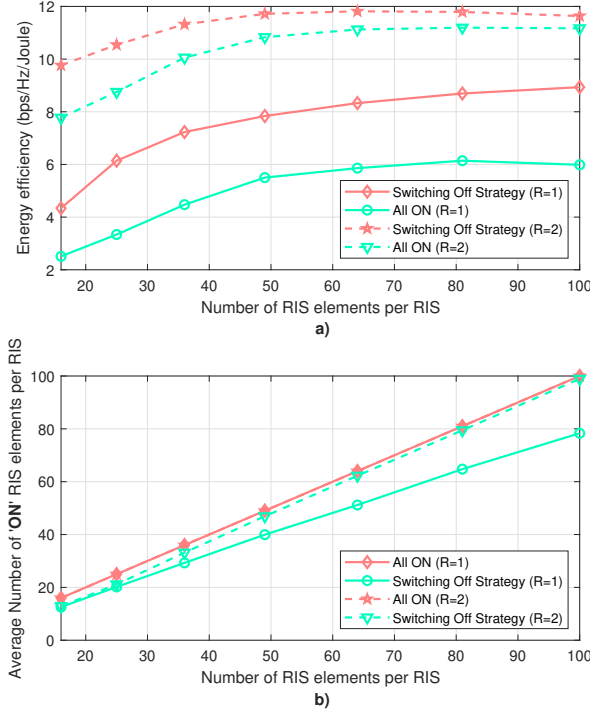 12
10
8
6
4
2
Energy efficiency (bps/Hz/Joule)
Switching Off Strategy (R=1)
All ON (R=1)
Switching Off Strategy (R=2)
All ON (R=2)
20 30 40 50 60 70 80 90 100
Number of RIS elements per RIS
a)
100
80
60
40
20
0
Average Number of 'ON' RIS elements per RIS
All ON (R=1)
Switching Off Strategy (R=1)
All ON (R=2)
Switching Off Strategy (R=2)
20 30 40 50 60 70 80 90 100
Number of RIS elements per RIS
b)